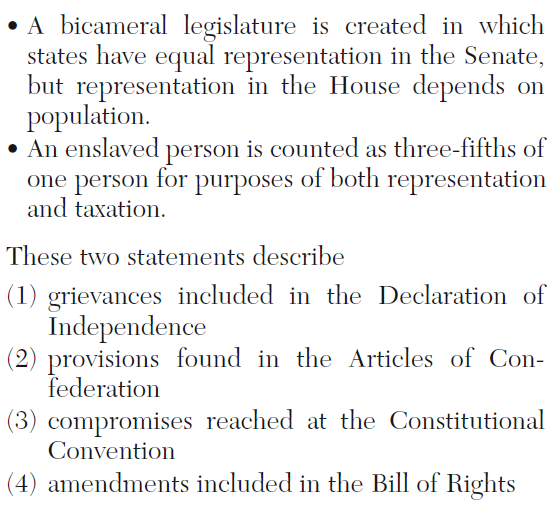 • A bicameral legislature is created in which
states have equal representation in the Senate,
but representation in the House depends on
population.
• An enslaved person is counted as three-fifths of
one person for purposes of both representation
and taxation.
These two statements describe
(1) grievances included in the Declaration of
Independence
(2) provisions found in the Articles of Con-
federation
(3) compromises reached at the Constitutional
Convention
(4) amendments included in the Bill of Rights